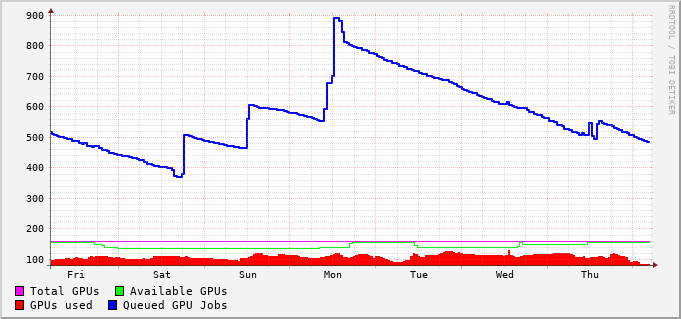 900
800
700
600
500
400
300
200
100
Fri Sat Sun Mon Tue Wed Thu
Total GPUs Available GPUs
GPUs used Queued GPU Jobs
RRDTOOL / TOBI OETIKER